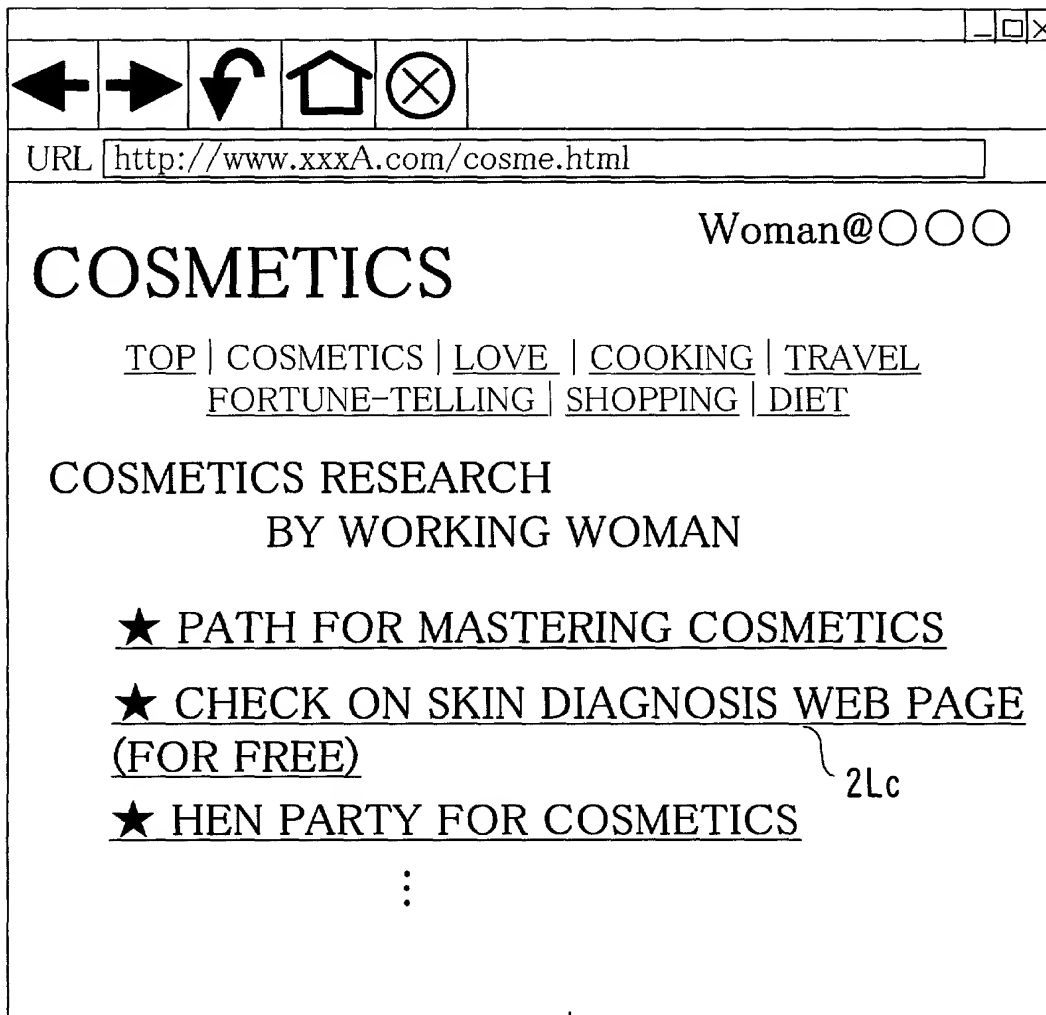 URL http://www.xxxA.com/cosme.html
Woman@○○○
COSMETICS
TOP | COSMETICS | LOVE | COOKING | TRAVEL
FORTUNE-TELLING | SHOPPING | DIET
COSMETICS RESEARCH
BY WORKING WOMAN
★ PATH FOR MASTERING COSMETICS
★ CHECK ON SKIN DIAGNOSIS WEB PAGE
(FOR FREE)
2Lc
★ HEN PARTY FOR COSMETICS
⋮